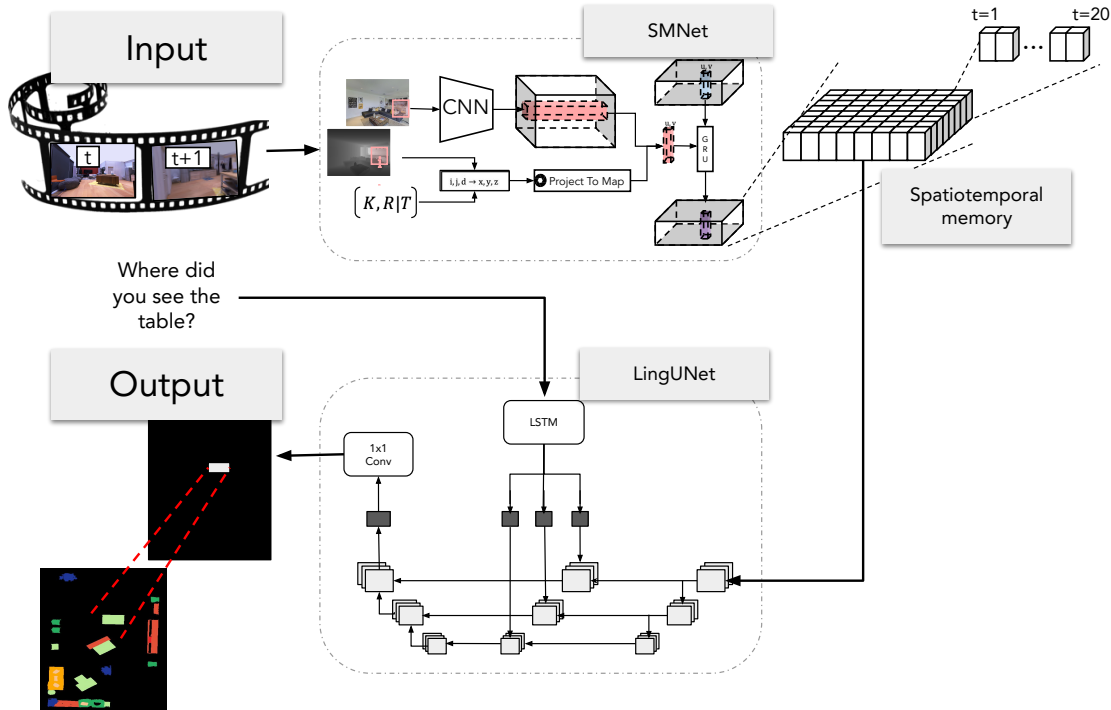 Input
SMNet
t=1
t=20
...
t
t+1
CNN
u, v
u, v
G
R
U
i, j, d → x, y, z
Project To Map
[K, R|T]
Spatiotemporal
memory
Where did
you see the
table?
Output
LingUNet
LSTM
1x1
Conv